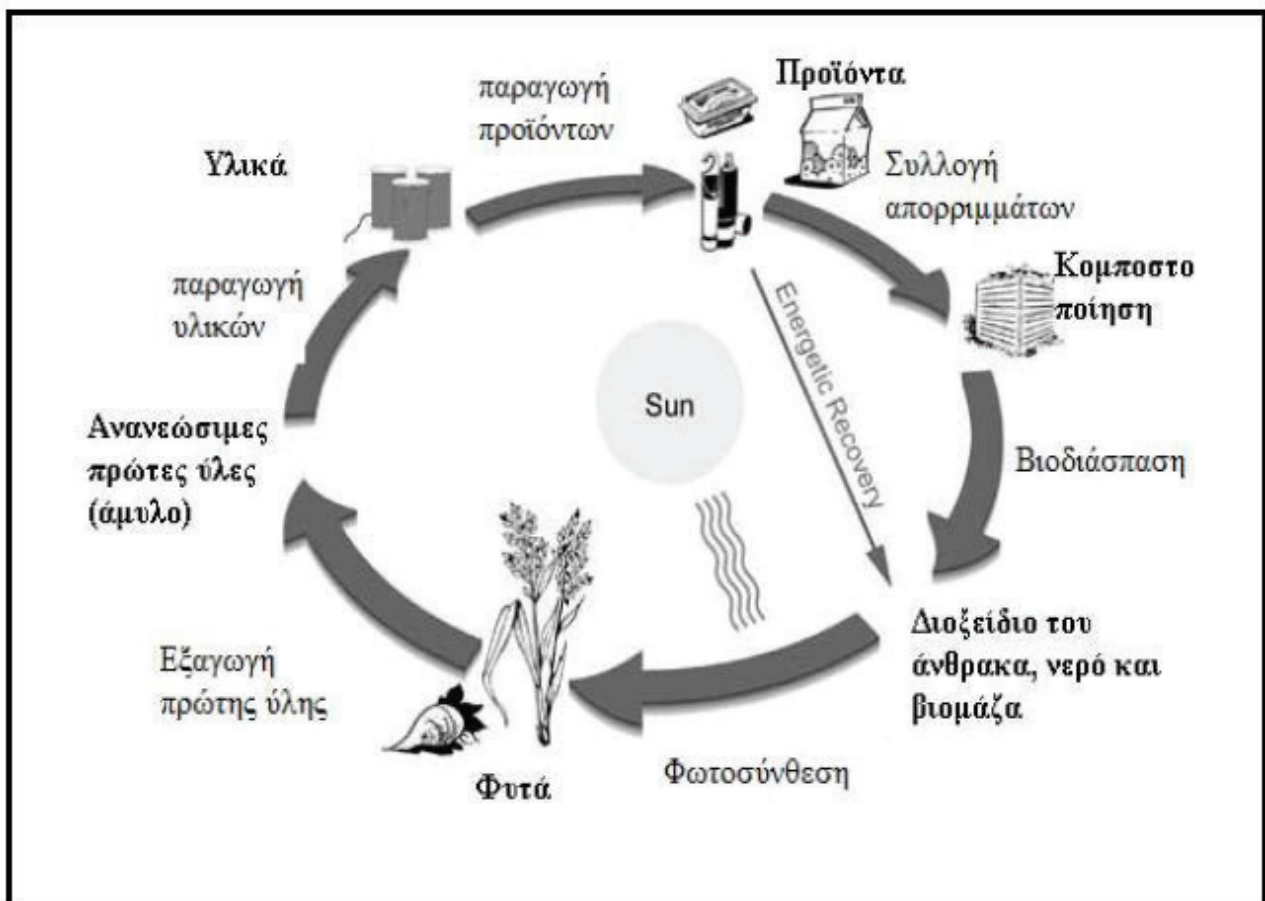 Προϊόντα
παραγωγή
προϊόντων
Υλικά
Συλλογή
απορριμμάτων
Κομποστο
ποίηση
παραγωγή
υλικών
Energetic Recovery
Sun
Ανανεώσιμες
πρώτες ύλες
(άμυλο)
Βιοδιάσπαση
Διοξείδιο του
άνθρακα, νερό και
βιομάζα
Εξαγωγή
πρώτης ύλης
Φωτοσύνθεση
Φυτά